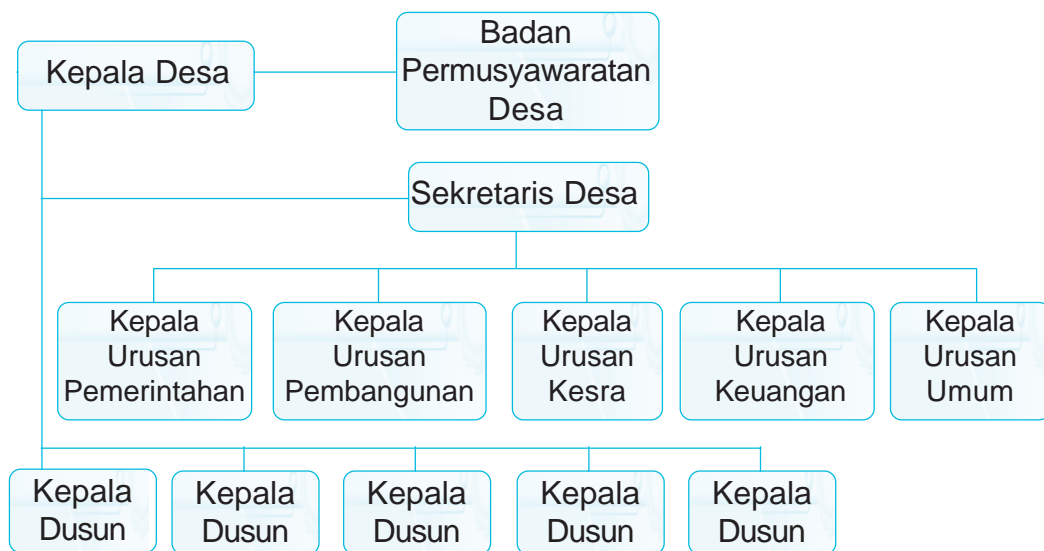 Kepala Desa
Badan
Permusyawaratan
Desa
Sekretaris Desa
Kepala
Urusan
Pemerintahan
Kepala
Urusan
Pembangunan
Kepala
Urusan
Kesra
Kepala
Urusan
Keuangan
Kepala
Urusan
Umum
Kepala
Dusun
Kepala
Dusun
Kepala
Dusun
Kepala
Dusun
Kepala
Dusun